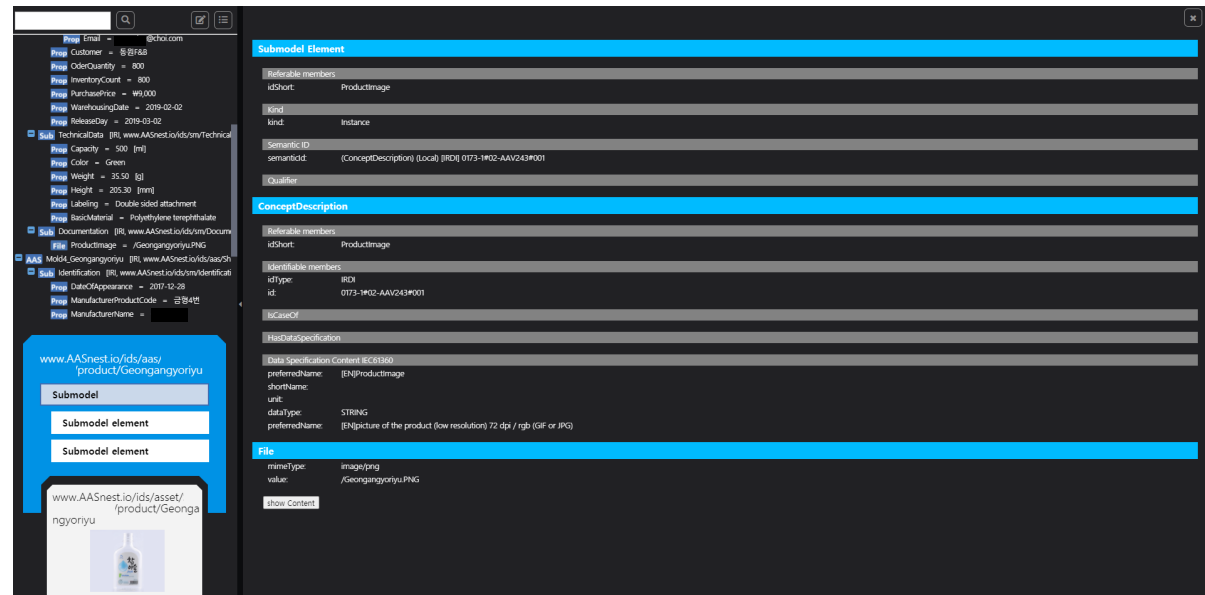 Prop Email = @choi.com
Prop Customer = 동원F&B
Prop OderQuantity = 800
Prop InventoryCount = 800
Prop PurchasePrice = ₩9,000
Prop WarehousingDate = 2019-02-02
Prop ReleaseDay = 2019-03-02
Sub TechnicalData [IRI, www.AASnest.io/ids/sm/Technical
Prop Capacity = 500 [ml]
Prop Color = Green
Prop Weight = 35.50 [g]
Prop Height = 205.30 [mm]
Prop Labeling = Double sided attachment
Prop BasicMaterial = Polyethylene terephthalate
Sub Documentation [IRI, www.AASnest.io/ids/sm/Docum
File ProductImage = /Geongangyoriyu.PNG
AAS Mold4_Geongangyoriyu [IRI, www.AASnest.io/ids/aas/Sh
Sub Identification [IRI, www.AASnest.io/ids/sm/Identificati
Prop DateOfAppearance = 2017-12-28
Prop ManufacturerProductCode = 금형4번
Prop ManufacturerName =
www.AASnest.io/ids/aas/
/product/Geongangyoriyu
Submodel
Submodel element
Submodel element
www.AASnest.io/ids/asset/
/product/Geonga
ngyoriyu
Submodel Element
Referable members
idShort: ProductImage
Kind
kind: Instance
Semantic ID
semanticId: (ConceptDescription) (Local) [IRDI] 0173-1#02-AAV243#001
Qualifier
ConceptDescription
Referable members
idShort: ProductImage
Identifiable members
idType: IRDI
id: 0173-1#02-AAV243#001
IsCaseOf
HasDataSpecification
Data Specification Content IEC61360
preferredName: [EN]ProductImage
shortName:
unit:
dataType: STRING
preferredName: [EN]picture of the product (low resolution) 72 dpi / rgb (GIF or JPG)
File
mimeType: image/png
value: /Geongangyoriyu.PNG
show Content